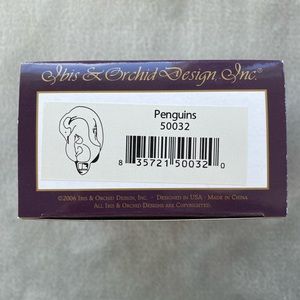 Ibis & Orchid Design, Inc.®
Penguins
50032
8 35721 50032 0
©2006 Ibis & Orchid Design, Inc. · Designed in USA · Made in China
All Ibis & Orchid Designs are Copyrighted.